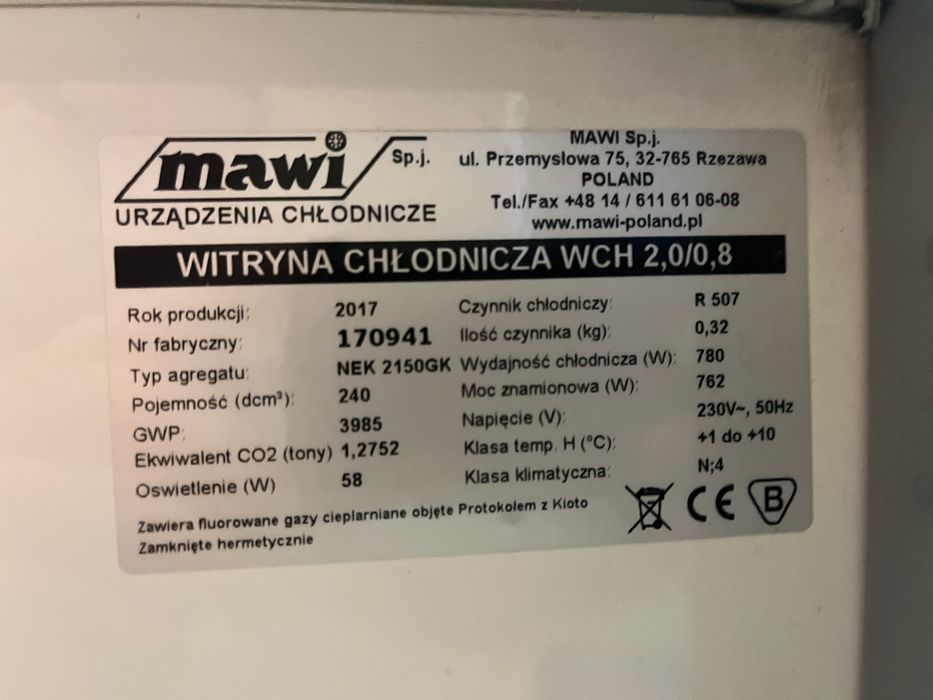 mawi Sp.j.
URZĄDZENIA CHŁODNICZE
MAWI Sp.j.
ul. Przemyslowa 75, 32-765 Rzezawa
POLAND
Tel./Fax +48 14 / 611 61 06-08
www.mawi-poland.pl
WITRYNA CHŁODNICZA WCH 2,0/0,8
Rok produkcji: 2017
Nr fabryczny: 170941
Typ agregatu: NEK 2150GK
Pojemność (dcm³): 240
GWP: 3985
Ekwiwalent CO2 (tony) 1,2752
Oswietlenie (W) 58
Czynnik chłodniczy: R 507
Ilość czynnika (kg): 0,32
Wydajność chłodnicza (W): 780
Moc znamionowa (W): 762
Napięcie (V): 230V~, 50Hz
Klasa temp. H (°C): +1 do +10
Klasa klimatyczna: N;4
Zawiera fluorowane gazy cieplarniane objęte Protokołem z Kioto
Zamknięte hermetycznie
CE B